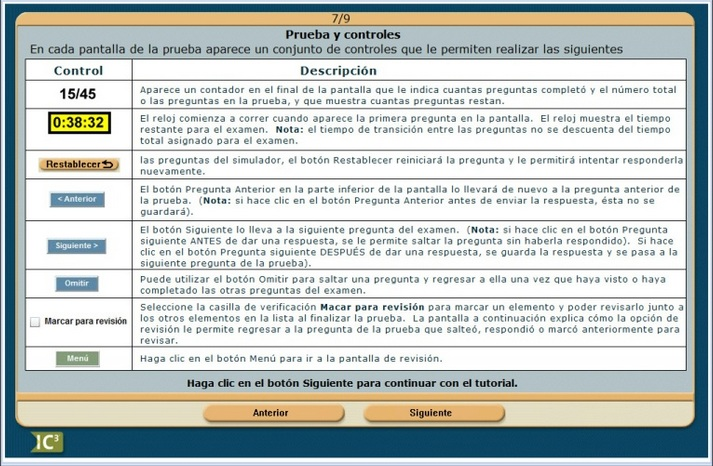 7/9
Prueba y controles
En cada pantalla de la prueba aparece un conjunto de controles que le permiten realizar las siguientes
Control
Descripción
15/45
Aparece un contador en el final de la pantalla que le indica cuantas preguntas completó y el número total
o las preguntas en la prueba, y que muestra cuantas preguntas restan.
0:38:32
El reloj comienza a correr cuando aparece la primera pregunta en la pantalla. El reloj muestra el tiempo
restante para el examen. Nota: el tiempo de transición entre las preguntas no se descuenta del tiempo
total asignado para el examen.
Restablecer
las preguntas del simulador, el botón Restablecer reiniciará la pregunta y le permitirá intentar responderla
nuevamente.
< Anterior
El botón Pregunta Anterior en la parte inferior de la pantalla lo llevará de nuevo a la pregunta anterior de
la prueba. (Nota: si hace clic en el botón Pregunta Anterior antes de enviar la respuesta, ésta no se
guardará).
Siguiente >
El botón Siguiente lo lleva a la siguiente pregunta del examen. (Nota: si hace clic en el botón Pregunta
siguiente ANTES de dar una respuesta, se le permite saltar la pregunta sin haberla respondido). Si hace
clic en el botón Pregunta siguiente DESPUÉS de dar una respuesta, se guarda la respuesta y se pasa a la
siguiente pregunta de la prueba).
Omitir
Puede utilizar el botón Omitir para saltar una pregunta y regresar a ella una vez que haya visto o haya
completado las otras preguntas del examen.
Marcar para revisión
Seleccione la casilla de verificación Macar para revisión para marcar un elemento y poder revisarlo junto a
los otros elementos en la lista al finalizar la prueba. La pantalla a continuación explica cómo la opción de
revisión le permite regresar a la pregunta de la prueba que salteó, respondió o marcó anteriormente para
revisar.
Menú
Haga clic en el botón Menú para ir a la pantalla de revisión.
Haga clic en el botón Siguiente para continuar con el tutorial.
Anterior
Siguiente
IC³